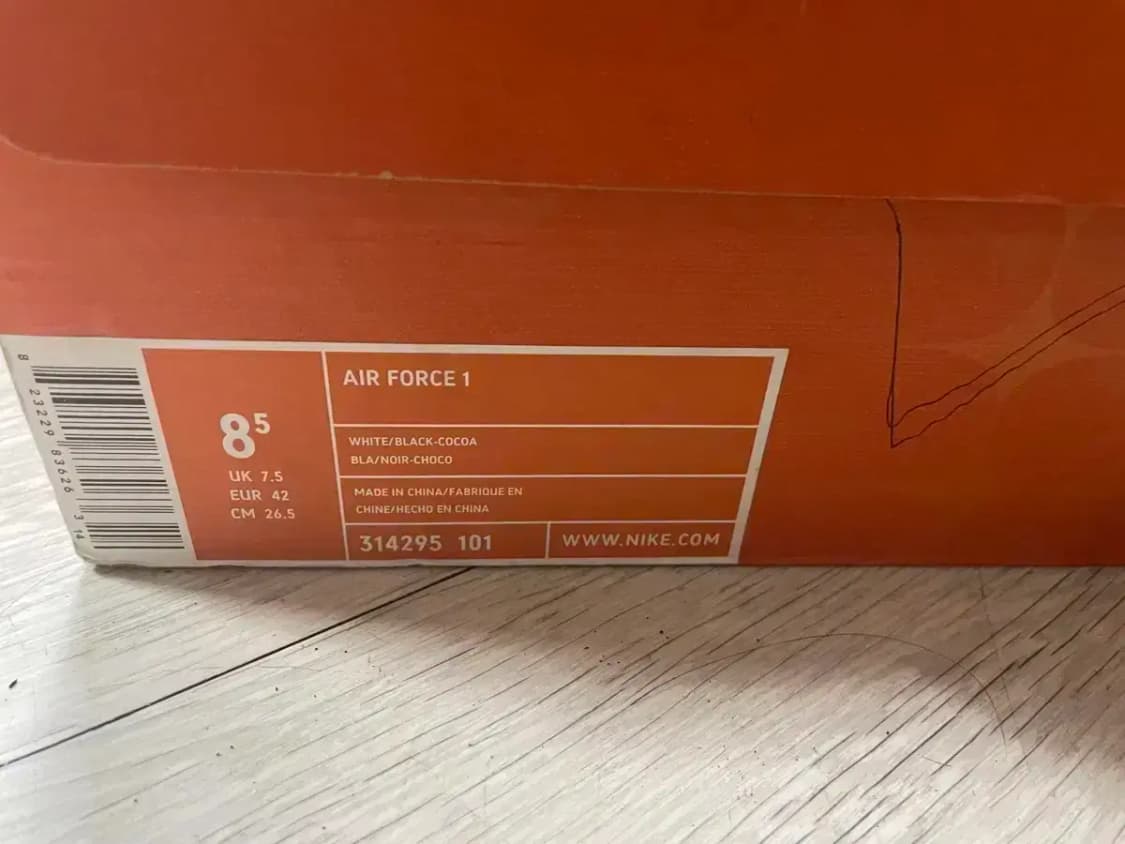 8 23229 83626 3 14
8⁵
UK 7.5
EUR 42
CM 26.5
AIR FORCE 1
WHITE/BLACK-COCOA
BLA/NOIR-CHOCO
MADE IN CHINA/FABRIQUE EN
CHINE/HECHO EN CHINA
314295 101
WWW.NIKE.COM